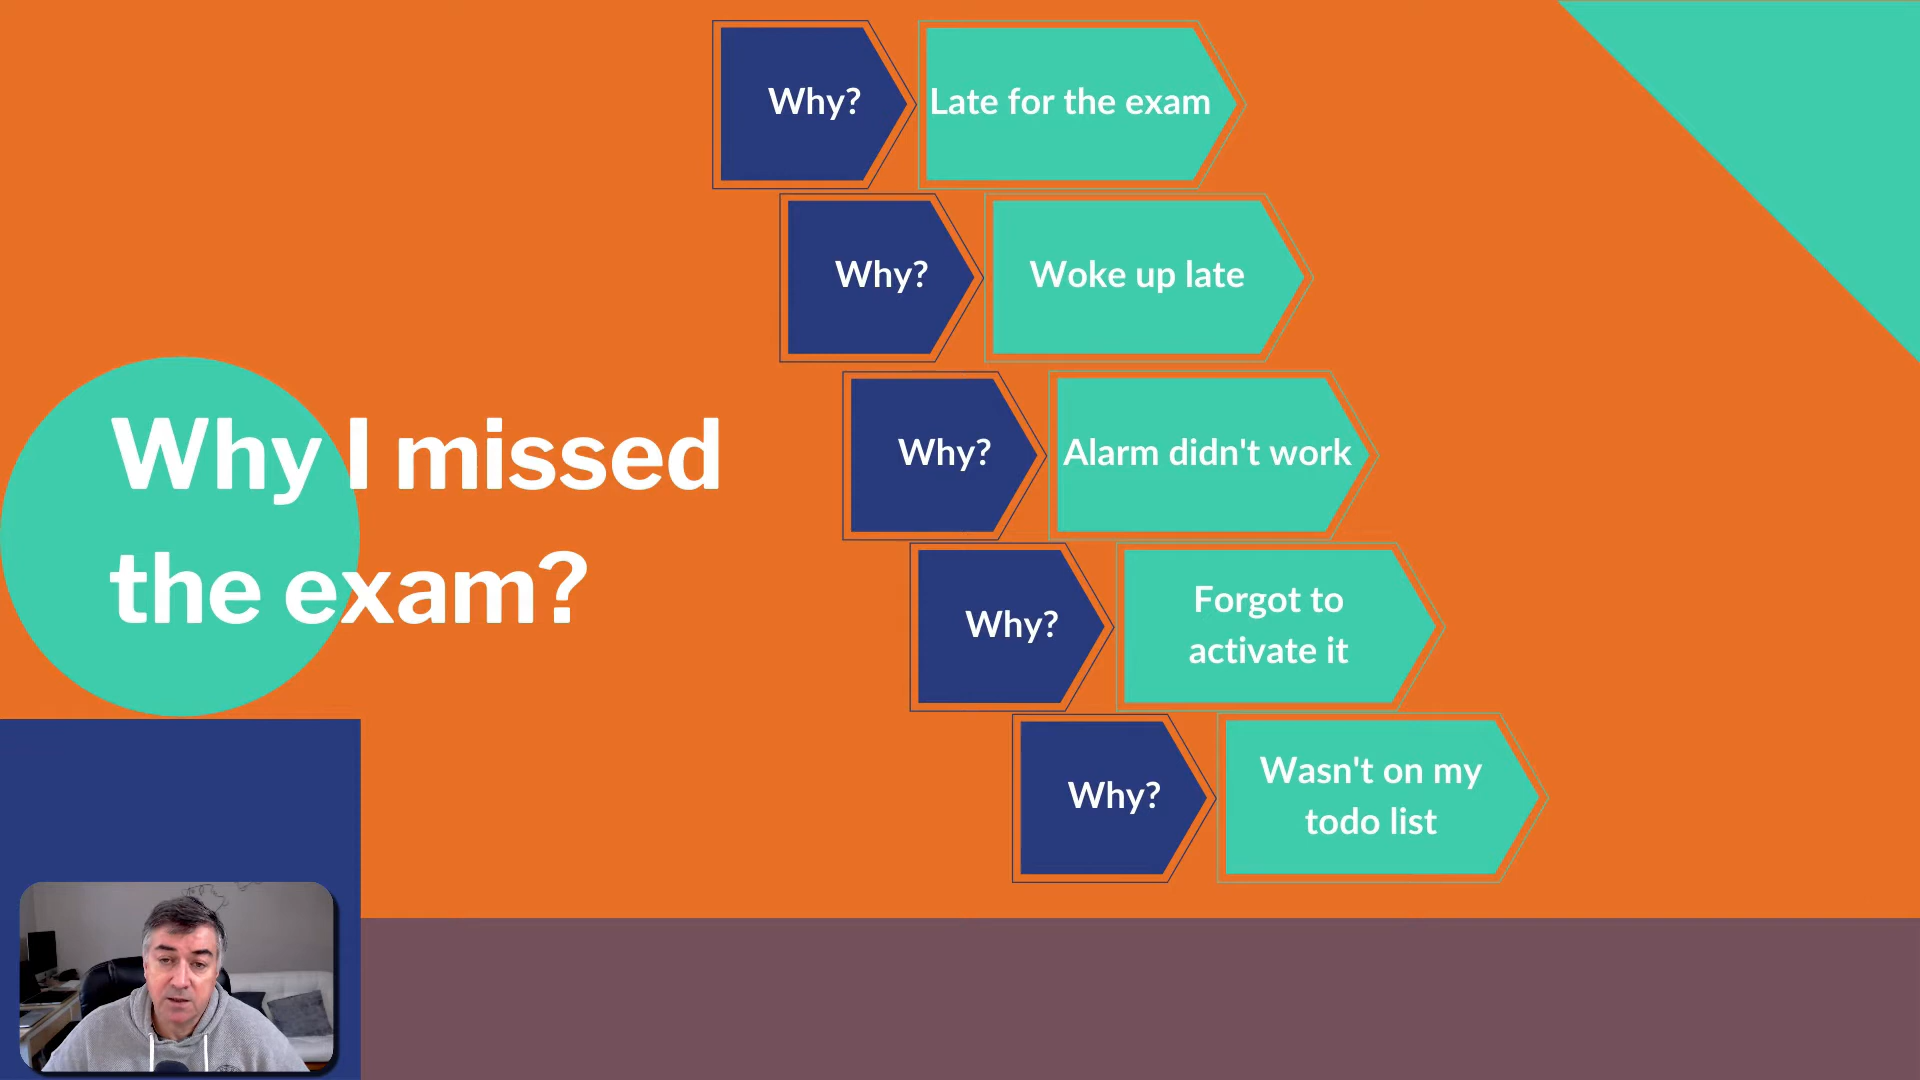 Why I missed
the exam?
Why?
Late for the exam
Why?
Woke up late
Why?
Alarm didn't work
Why?
Forgot to
activate it
Why?
Wasn't on my
todo list